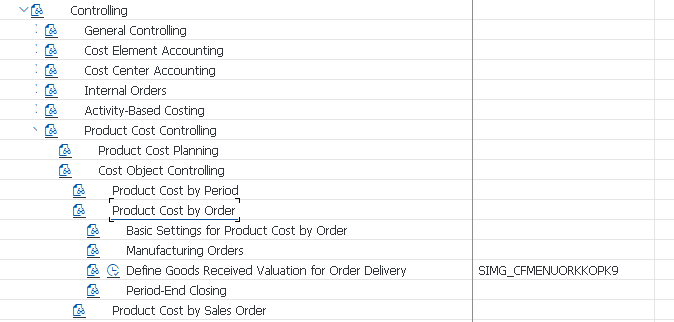 Controlling
General Controlling
Cost Element Accounting
Cost Center Accounting
Internal Orders
Activity-Based Costing
Product Cost Controlling
Product Cost Planning
Cost Object Controlling
Product Cost by Period
Product Cost by Order
Basic Settings for Product Cost by Order
Manufacturing Orders
Define Goods Received Valuation for Order Delivery SIMG_CFMENUORKKOPK9
Period-End Closing
Product Cost by Sales Order